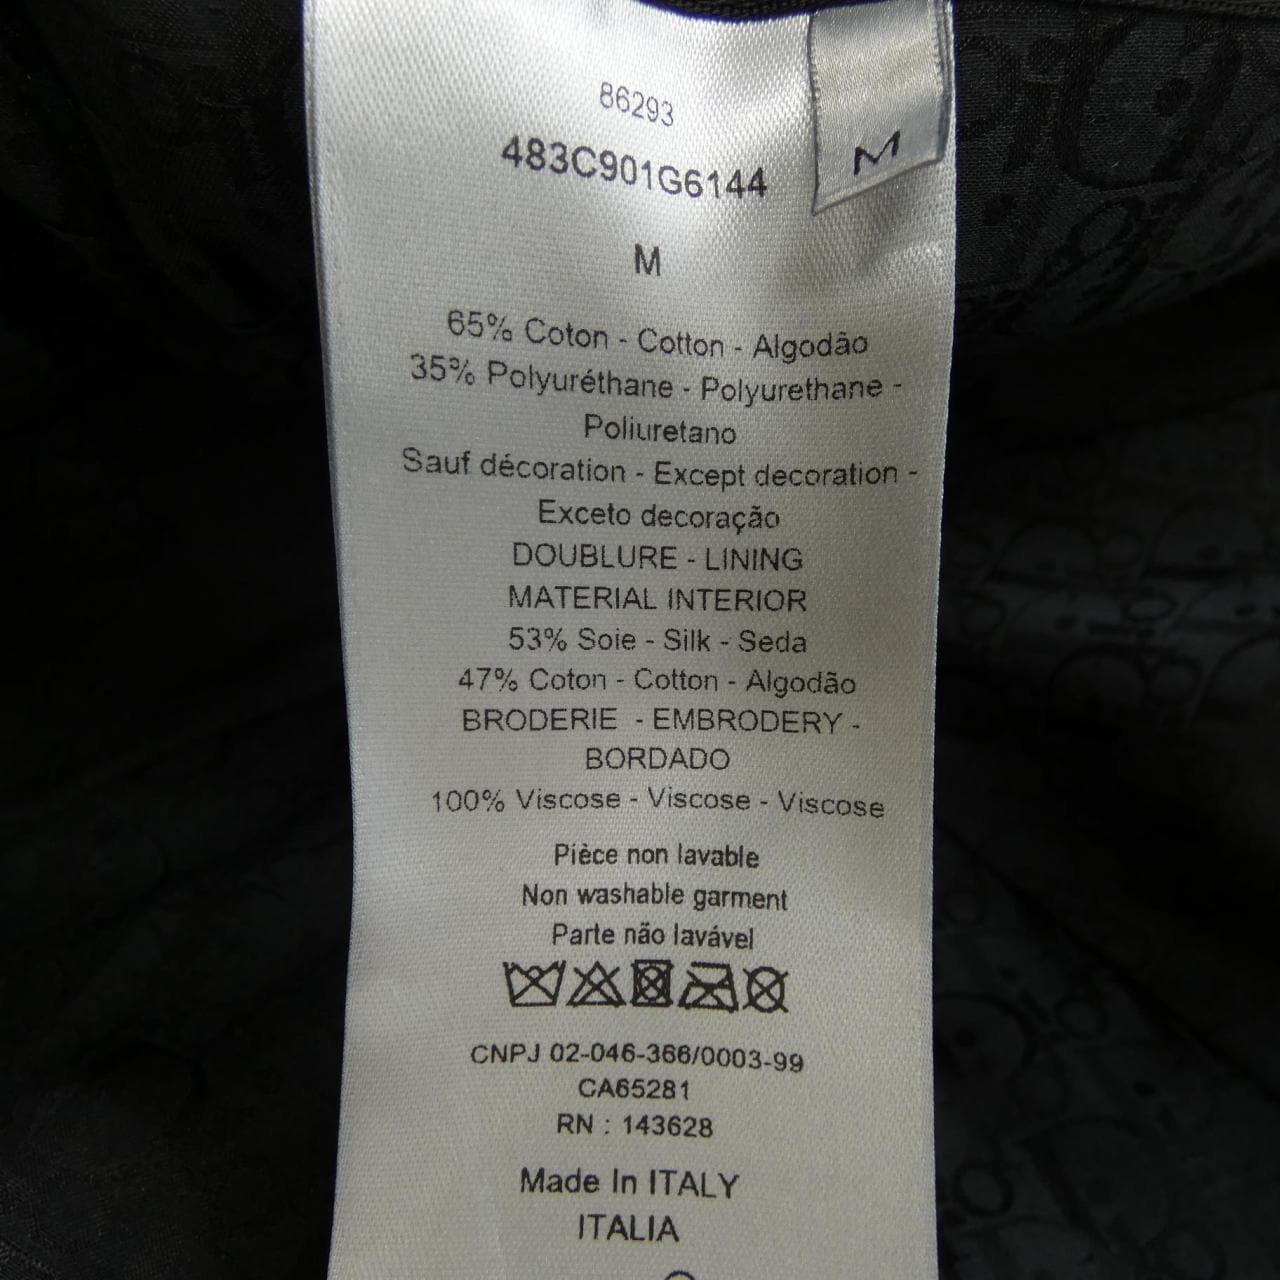 86293
483C901G6144
M
M
65% Coton - Cotton - Algodão
35% Polyuréthane - Polyurethane -
Poliuretano
Sauf décoration - Except decoration -
Exceto decoração
DOUBLURE - LINING
MATERIAL INTERIOR
53% Soie - Silk - Seda
47% Coton - Cotton - Algodão
BRODERIE - EMBRODERY -
BORDADO
100% Viscose - Viscose - Viscose
Pièce non lavable
Non washable garment
Parte não lavável
CNPJ 02-046-366/0003-99
CA65281
RN : 143628
Made In ITALY
ITALIA